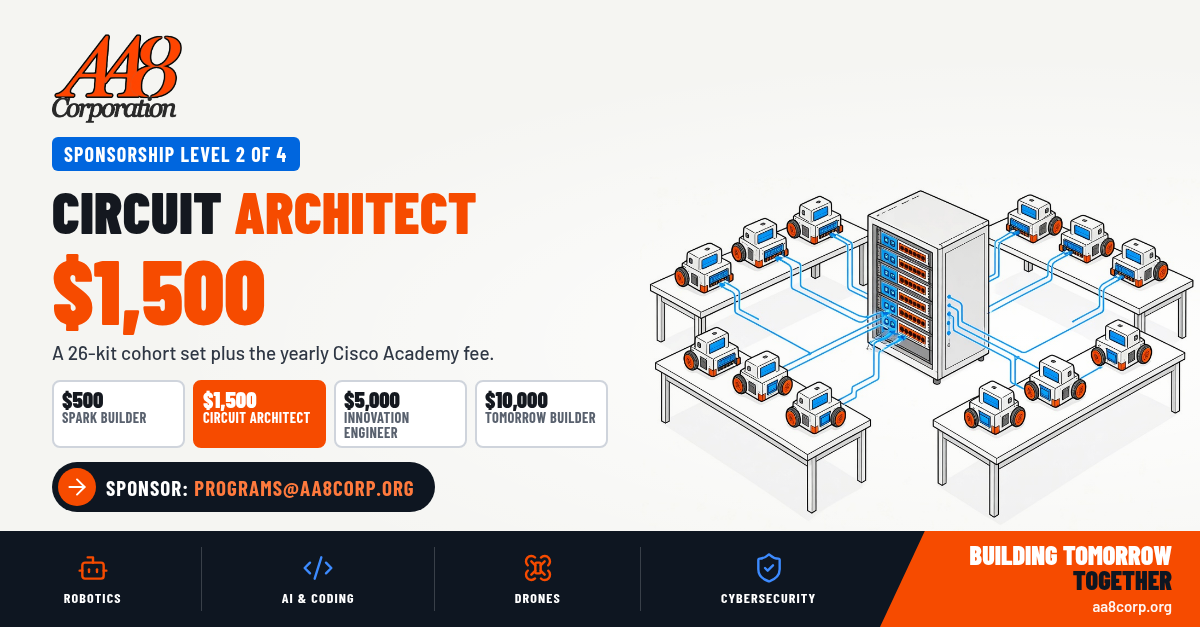 AA8
Corporation
SPONSORSHIP LEVEL 2 OF 4
CIRCUIT ARCHITECT
$1,500
A 26-kit cohort set plus the yearly Cisco Academy fee.
$500
SPARK BUILDER
$1,500
CIRCUIT ARCHITECT
$5,000
INNOVATION
ENGINEER
$10,000
TOMORROW BUILDER
SPONSOR: PROGRAMS@AA8CORP.ORG
ROBOTICS
AI & CODING
DRONES
CYBERSECURITY
BUILDING TOMORROW
TOGETHER
aa8corp.org